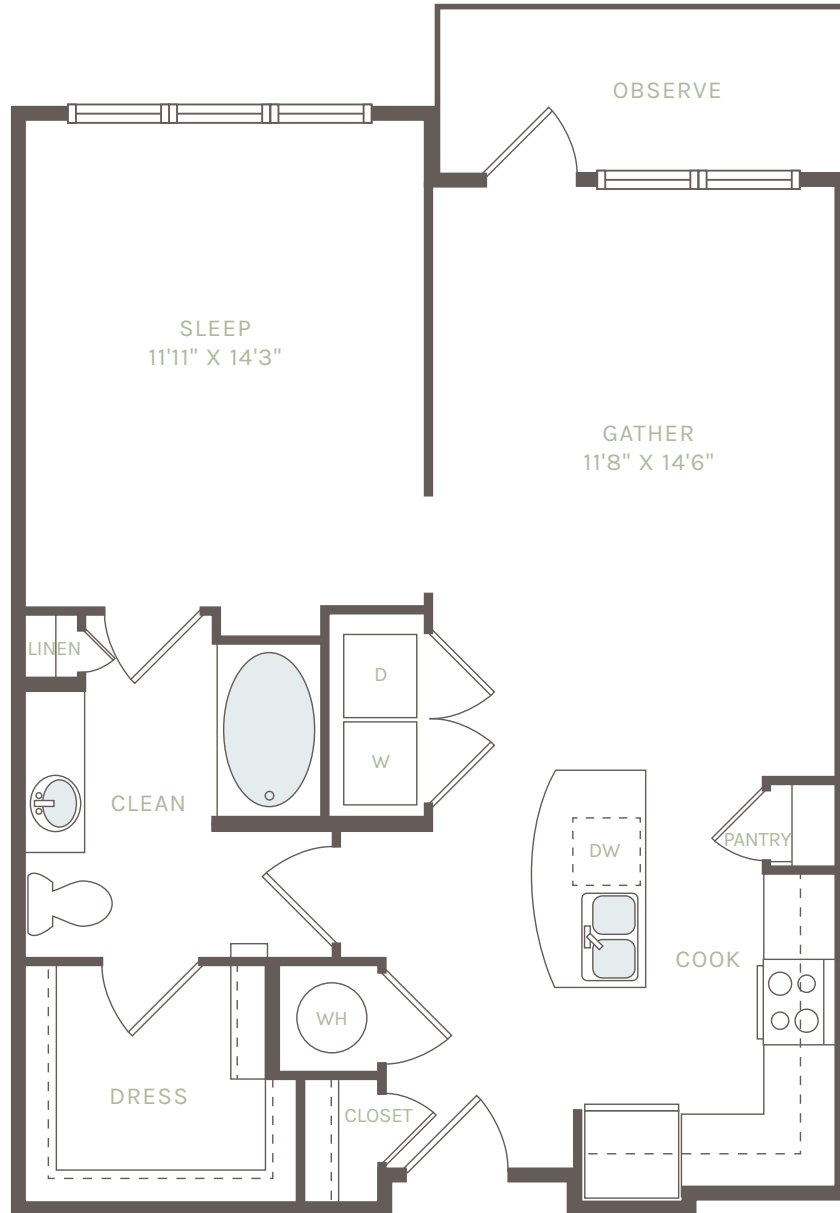 OBSERVE
SLEEP
11'11" X 14'3"
GATHER
11'8" X 14'6"
LINEN
D
W
CLEAN
DW
PANTRY
COOK
WH
DRESS
CLOSET